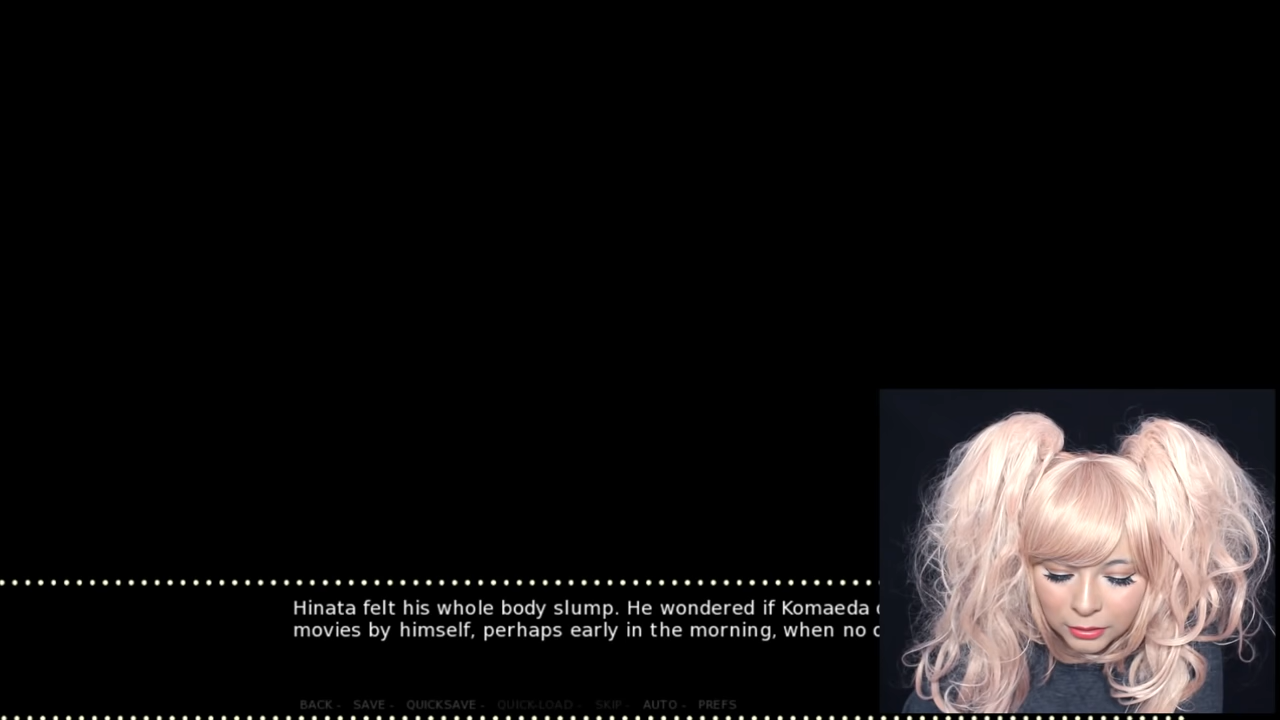 Hinata felt his whole body slump. He wondered if Komaeda
movies by himself, perhaps early in the morning, when no
BACK - SAVE - QUICKSAVE - QUICK-LOAD - SKIP - AUTO - PREFS